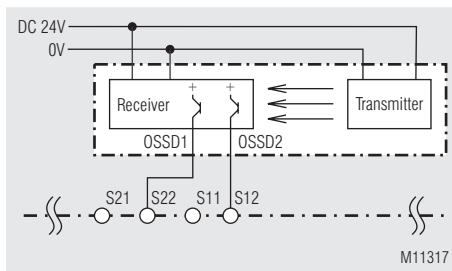 DC 24V
0V
+ +
Receiver
Transmitter
OSSD1 OSSD2
S21 S22 S11 S12
M11317